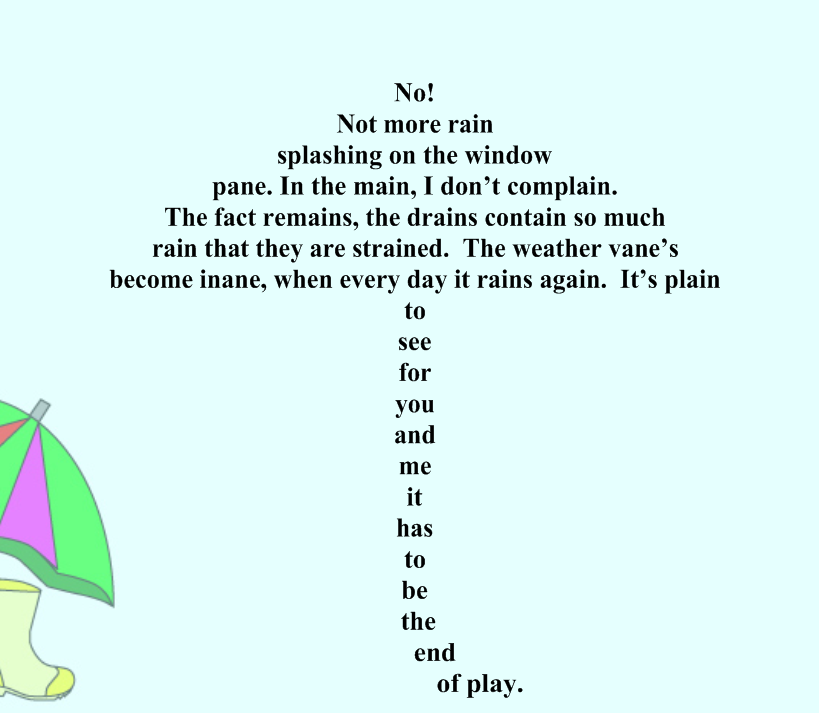 No!
Not more rain
splashing on the window
pane. In the main, I don’t complain.
The fact remains, the drains contain so much
rain that they are strained.  The weather vane’s
become inane, when every day it rains again.  It’s plain
to
see
for
you
and
me
it
has
to
be
the
end
of play.